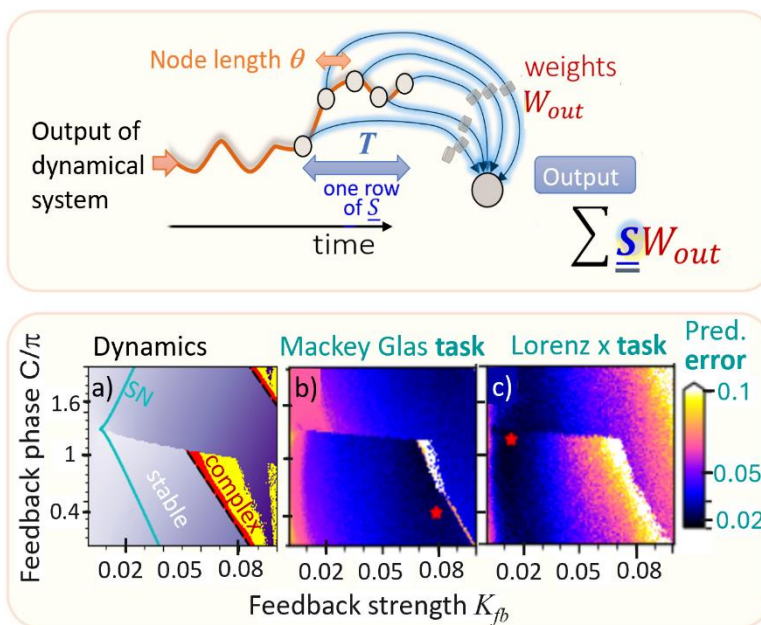 Node length θ
weights
W_out
Output of
dynamical
system
T
one row
of S
time
Output
∑ S W_out
Dynamics
Mackey Glas task
Lorenz x task
Pred.
error
a)
b)
c)
SN
stable
complex
Feedback phase C/π
1.6
1
0.4
0.1
0.05
0.02
0.02 0.05 0.08 0.02 0.05 0.08 0.02 0.05 0.08
Feedback strength K_fb